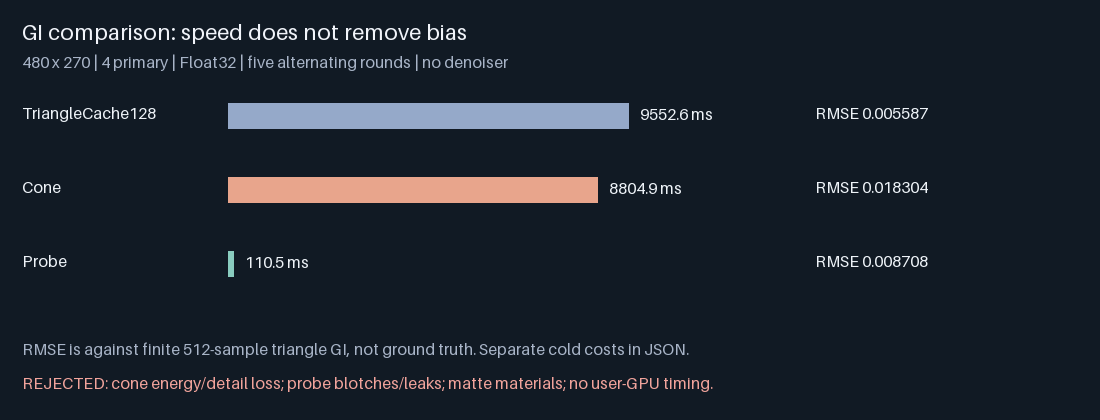 GI comparison: speed does not remove bias
480 x 270 | 4 primary | Float32 | five alternating rounds | no denoiser
TriangleCache128 9552.6 ms RMSE 0.005587
Cone 8804.9 ms RMSE 0.018304
Probe 110.5 ms RMSE 0.008708
RMSE is against finite 512-sample triangle GI, not ground truth. Separate cold costs in JSON.
REJECTED: cone energy/detail loss; probe blotches/leaks; matte materials; no user-GPU timing.